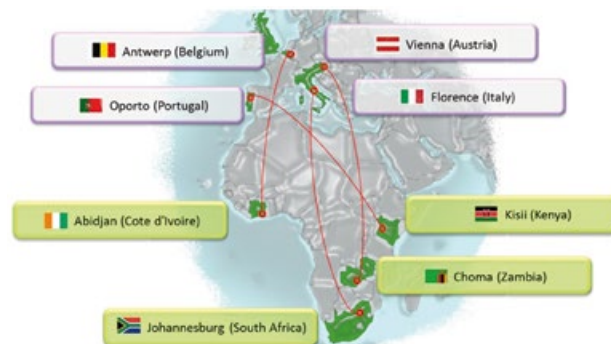 Antwerp (Belgium)
Vienna (Austria)
Oporto (Portugal)
Florence (Italy)
Abidjan (Cote d'Ivoire)
Kisii (Kenya)
Choma (Zambia)
Johannesburg (South Africa)